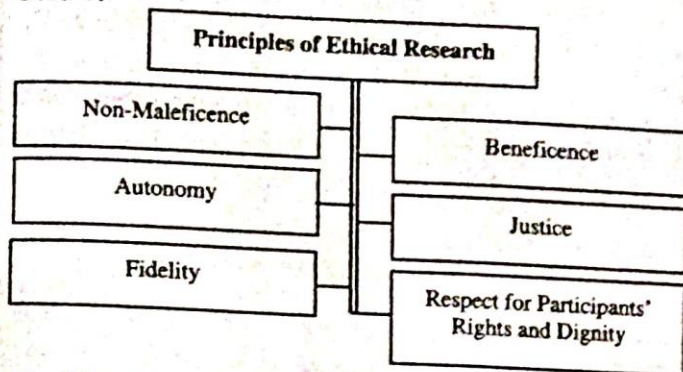 Principles of Ethical Research
Non-Maleficence
Beneficence
Autonomy
Justice
Fidelity
Respect for Participants'
Rights and Dignity